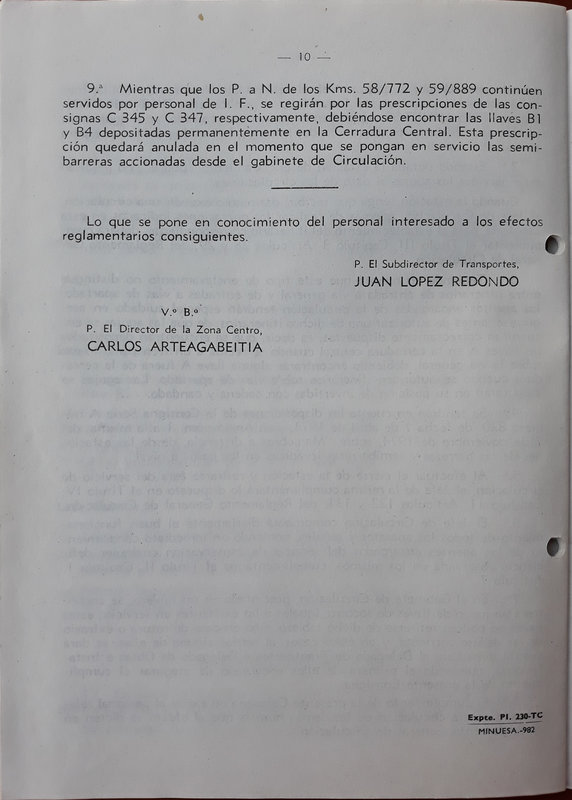 — 10 —
9.ª Mientras que los P. a N. de los Kms. 58/772 y 59/889 continúen
servidos por personal de I. F., se regirán por las prescripciones de las con-
signas C 345 y C 347, respectivamente, debiéndose encontrar las llaves B1
y B4 depositadas permanentemente en la Cerradura Central. Esta prescrip-
ción quedará anulada en el momento que se pongan en servicio las semi-
barreras accionadas desde el gabinete de Circulación.
Lo que se pone en conocimiento del personal interesado a los efectos
reglamentarios consiguientes.
P. El Subdirector de Transportes,
JUAN LOPEZ REDONDO
V.º B.º
P. El Director de la Zona Centro,
CARLOS ARTEAGABEITIA
Expte. Pl. 230-TC
MINUESA.-982